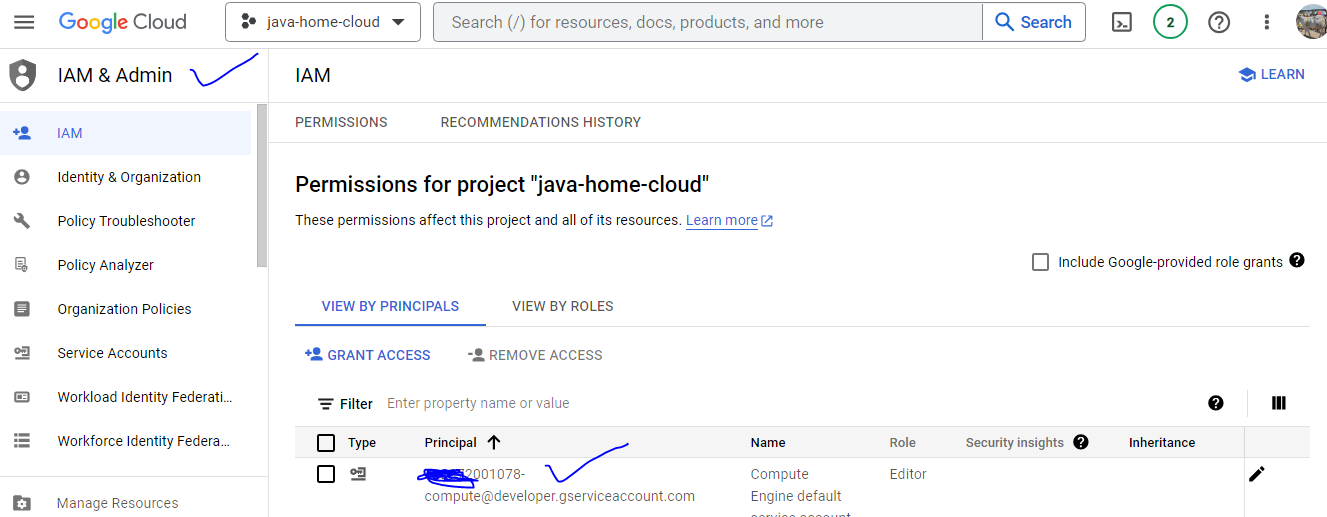 Google Cloud
java-home-cloud
Search (/) for resources, docs, products, and more
Search
2
IAM & Admin
IAM
LEARN
IAM
Identity & Organization
Policy Troubleshooter
Policy Analyzer
Organization Policies
Service Accounts
Workload Identity Federati...
Workforce Identity Federa...
Manage Resources
PERMISSIONS
RECOMMENDATIONS HISTORY
Permissions for project "java-home-cloud"
These permissions affect this project and all of its resources. Learn more
Include Google-provided role grants
VIEW BY PRINCIPALS
VIEW BY ROLES
GRANT ACCESS
REMOVE ACCESS
Filter Enter property name or value
Type Principal Name Role Security insights Inheritance
2001078-
compute@developer.gserviceaccount.com
Compute
Engine default
service account
Editor